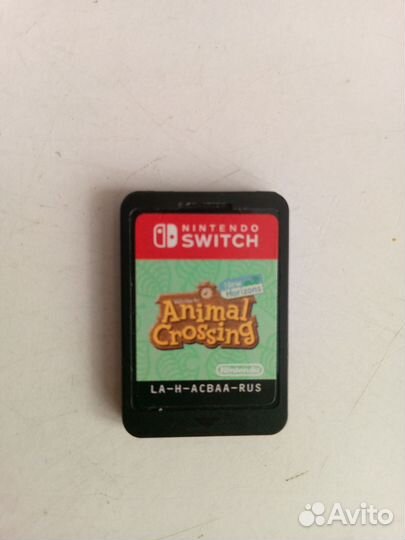 NINTENDO
SWITCH
New
Horizons
Animal
Crossing
Nintendo
LA-H-ACBAA-RUS
Avito